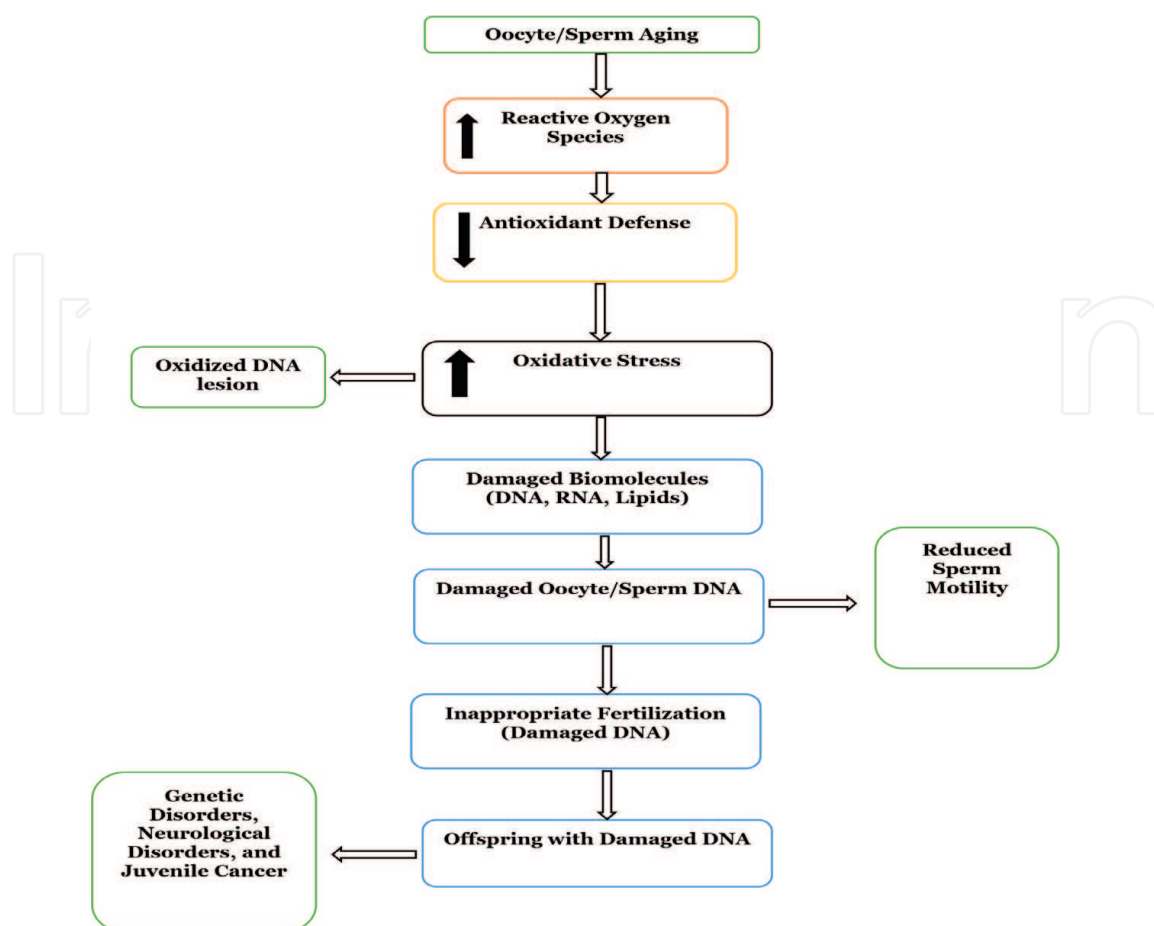 Oocyte/Sperm Aging
Reactive Oxygen
Species
Antioxidant Defense
Oxidative Stress
Oxidized DNA
lesion
Damaged Biomolecules
(DNA, RNA, Lipids)
Damaged Oocyte/Sperm DNA
Reduced
Sperm
Motility
Inappropriate Fertilization
(Damaged DNA)
Offspring with Damaged DNA
Genetic
Disorders,
Neurological
Disorders, and
Juvenile Cancer